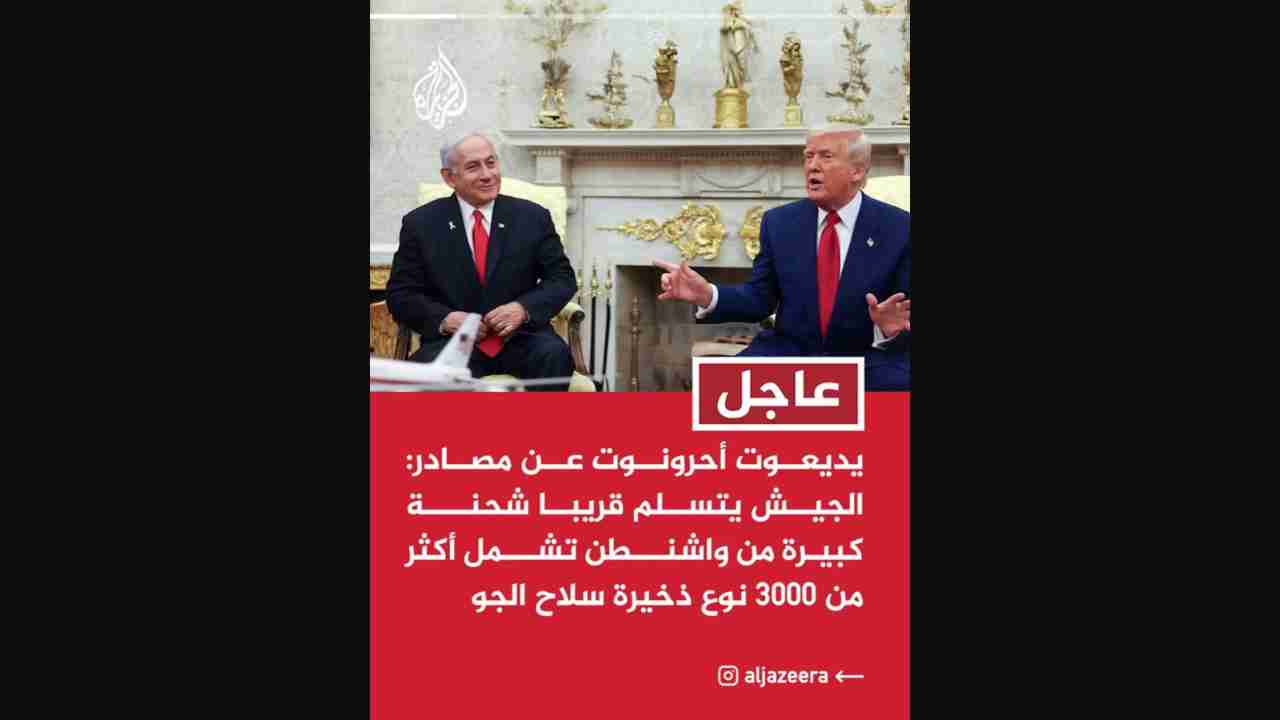 الجزيرة
عاجل
يديعوت أحرونوت عن مصادر:
الجيش يتسلم قريبا شحنة
كبيرة من واشنطن تشمل أكثر
من 3000 نوع ذخيرة سلاح الجو
aljazeera